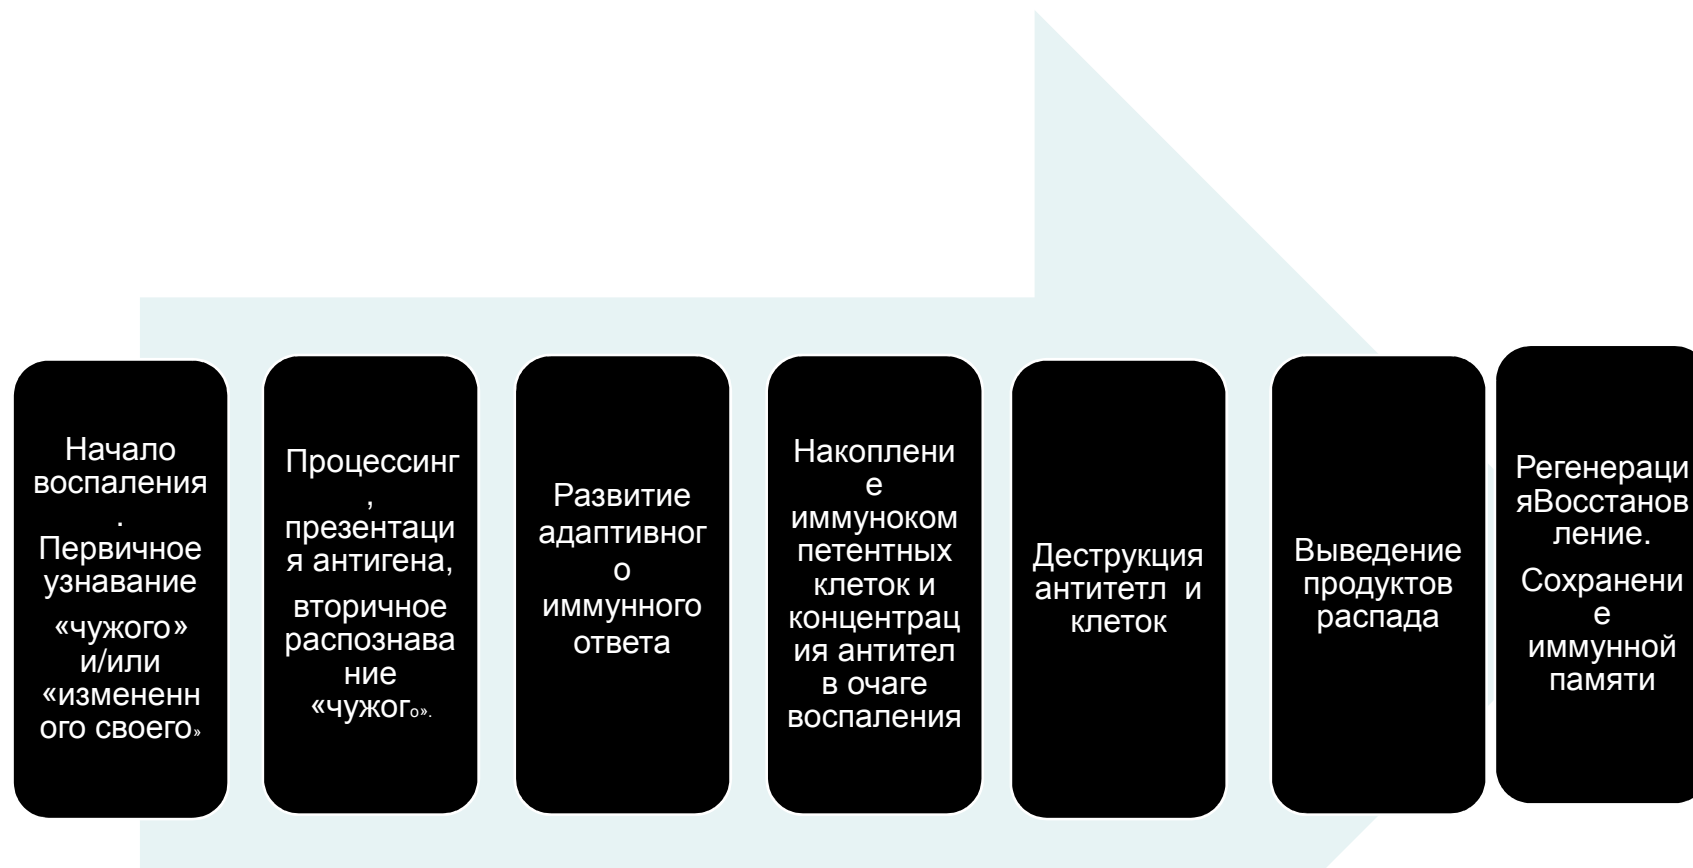 Начало
воспаления
.
Первичное
узнавание
«чужого»
и/или
«измененн
ого своего»
Процессинг
,
презентаци
я антигена,
вторичное
распознава
ние
«чужого».
Развитие
адаптивног
о
иммунного
ответа
Накоплени
е
иммуноком
петентных
клеток и
концентрац
ия антител
в очаге
воспаления
Деструкция
антитетл и
клеток
Выведение
продуктов
распада
Регенераци
яВосстанов
ление.
Сохранени
е
иммунной
памяти